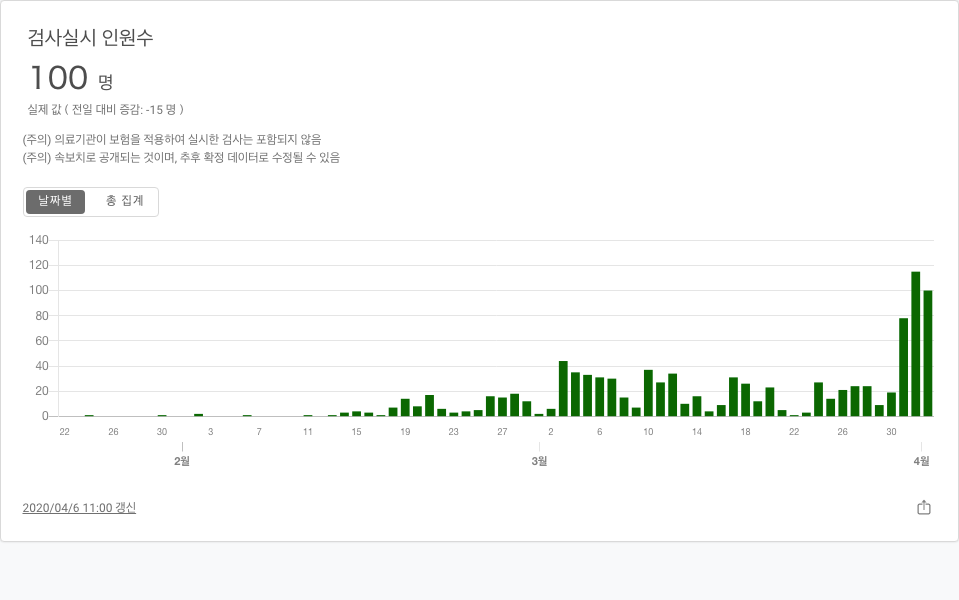 검사실시 인원수
100 명
실제 값 ( 전일 대비 증감: -15 명 )
(주의) 의료기관이 보험을 적용하여 실시한 검사는 포함되지 않음
(주의) 속보치로 공개되는 것이며, 추후 확정 데이터로 수정될 수 있음
날짜별 총 집계
140
120
100
80
60
40
20
0
22 26 30 3 7 11 15 19 23 27 2 6 10 14 18 22 26 30
2월 3월 4월
2020/04/6 11:00 갱신